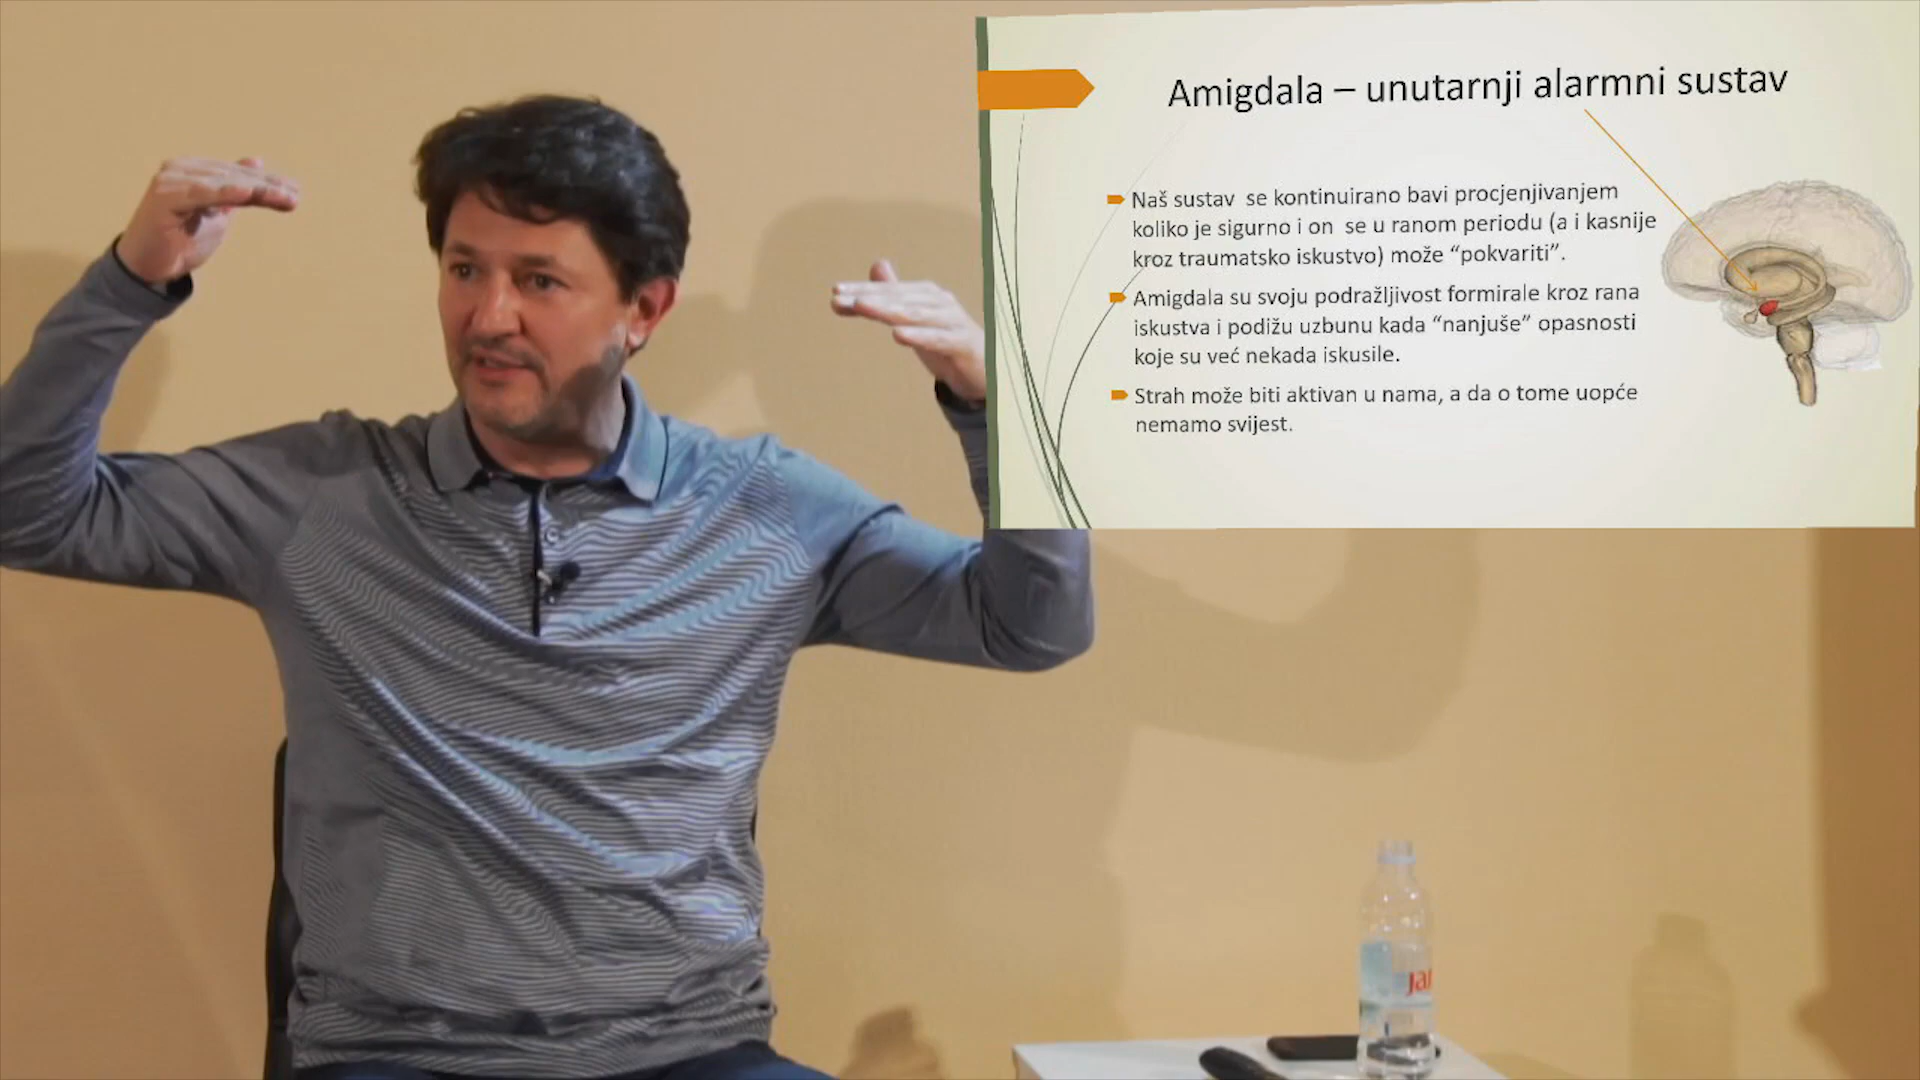 Amigdala – unutarnji alarmni sustav
Naš sustav se kontinuirano bavi procjenjivanjem
koliko je sigurno i on se u ranom periodu (a i kasnije
kroz traumatsko iskustvo) može “pokvariti”.
Amigdala su svoju podražljivost formirale kroz rana
iskustva i podižu uzbunu kada “nanjuše” opasnosti
koje su već nekada iskusile.
Strah može biti aktivan u nama, a da o tome uopće
nemamo svijest.